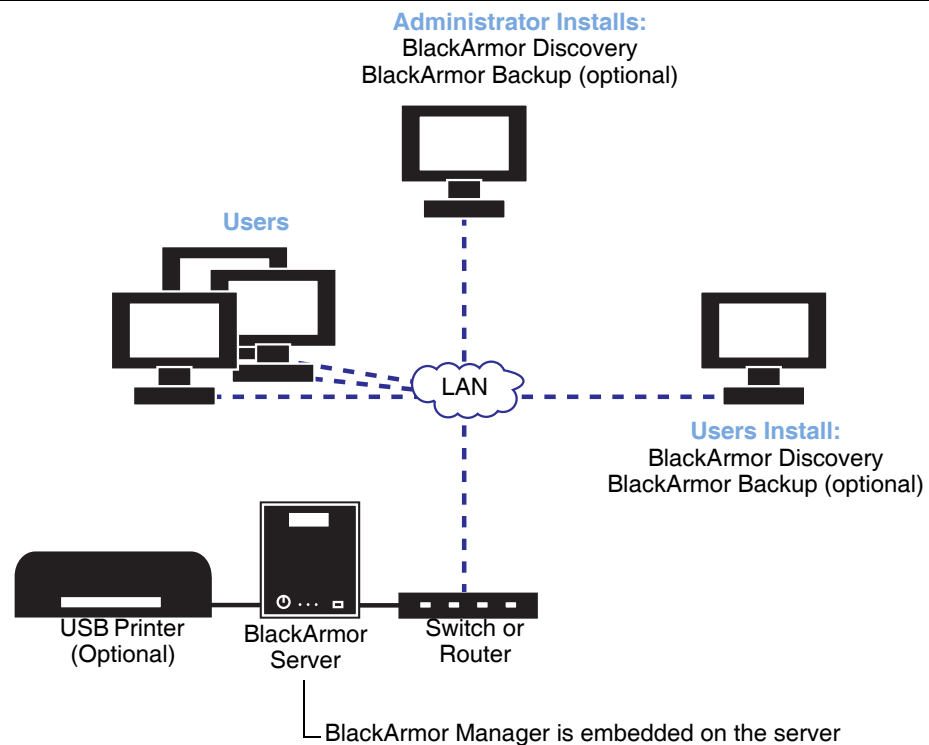 Administrator Installs:
BlackArmor Discovery
BlackArmor Backup (optional)
Users
LAN
Users Install:
BlackArmor Discovery
BlackArmor Backup (optional)
USB Printer
(Optional)
BlackArmor
Server
Switch or
Router
BlackArmor Manager is embedded on the server